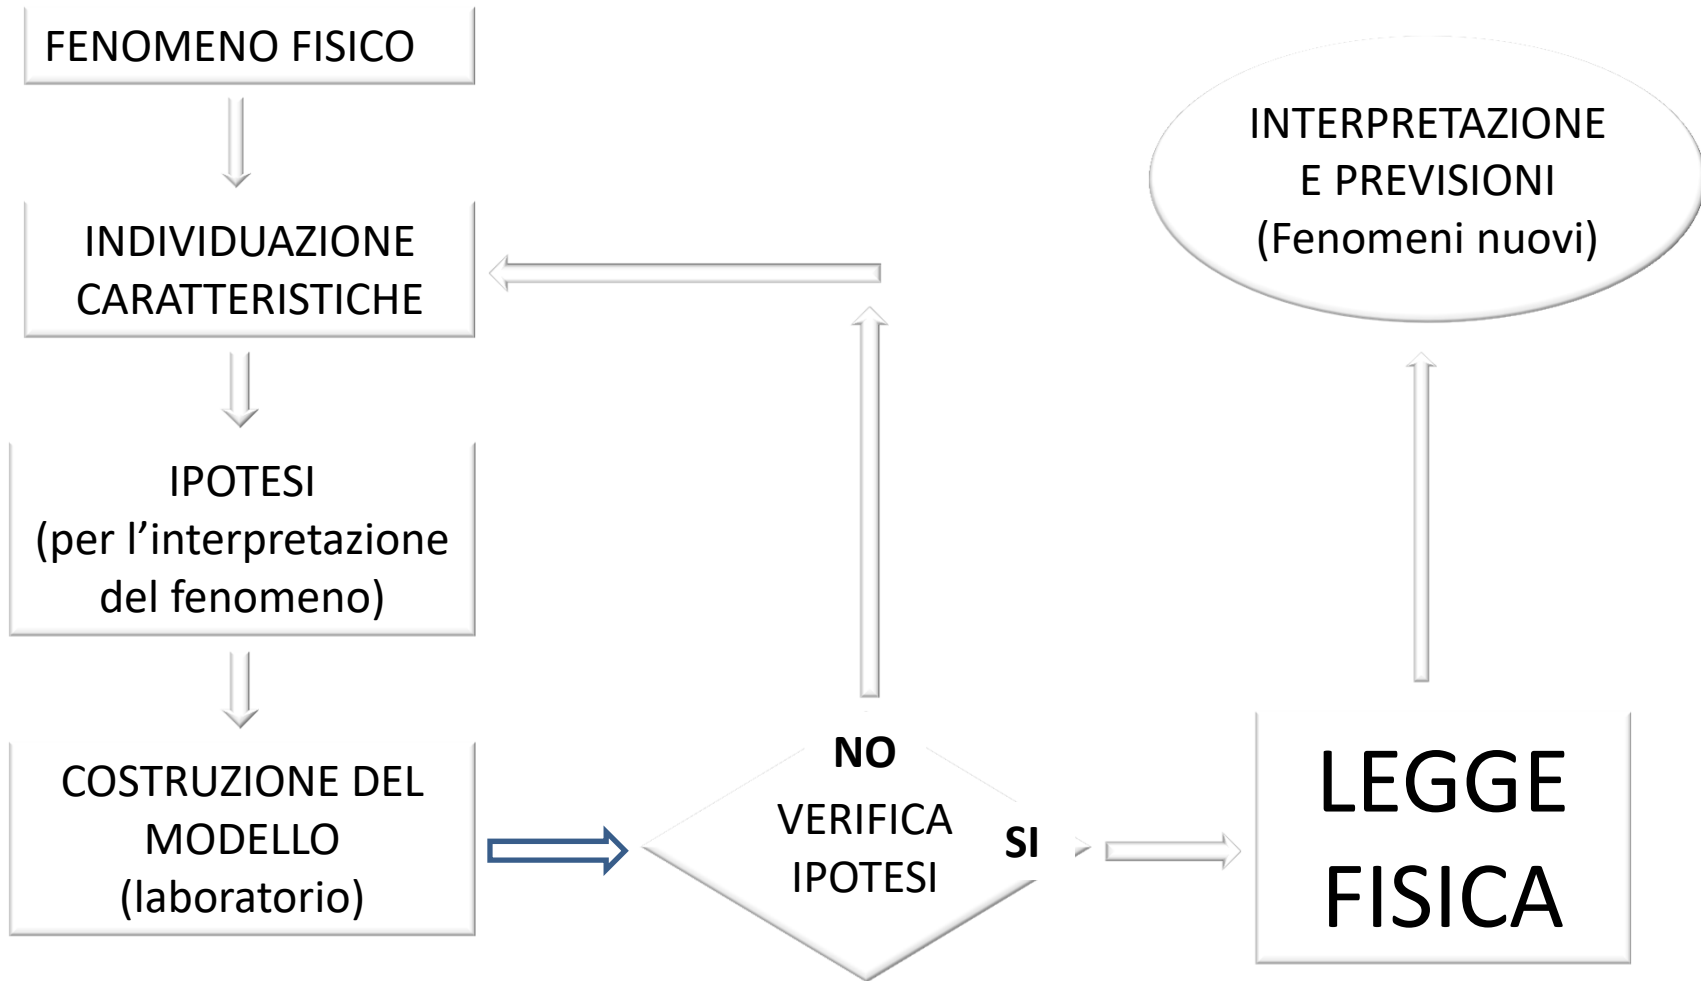 FENOMENO FISICO
INDIVIDUAZIONE
CARATTERISTICHE
IPOTESI
(per l’interpretazione
del fenomeno)
COSTRUZIONE DEL
MODELLO
(laboratorio)
NO
VERIFICA
IPOTESI
SI
LEGGE
FISICA
INTERPRETAZIONE
E PREVISIONI
(Fenomeni nuovi)